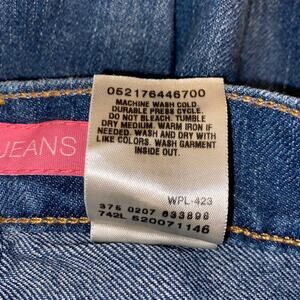 052176446700
MACHINE WASH COLD.
DURABLE PRESS CYCLE.
DO NOT BLEACH. TUMBLE
DRY MEDIUM. WARM IRON IF
NEEDED. WASH AND DRY WITH
LIKE COLORS. WASH GARMENT
INSIDE OUT.
JEANS
WPL-423
375 0207 633896
742L 520071146